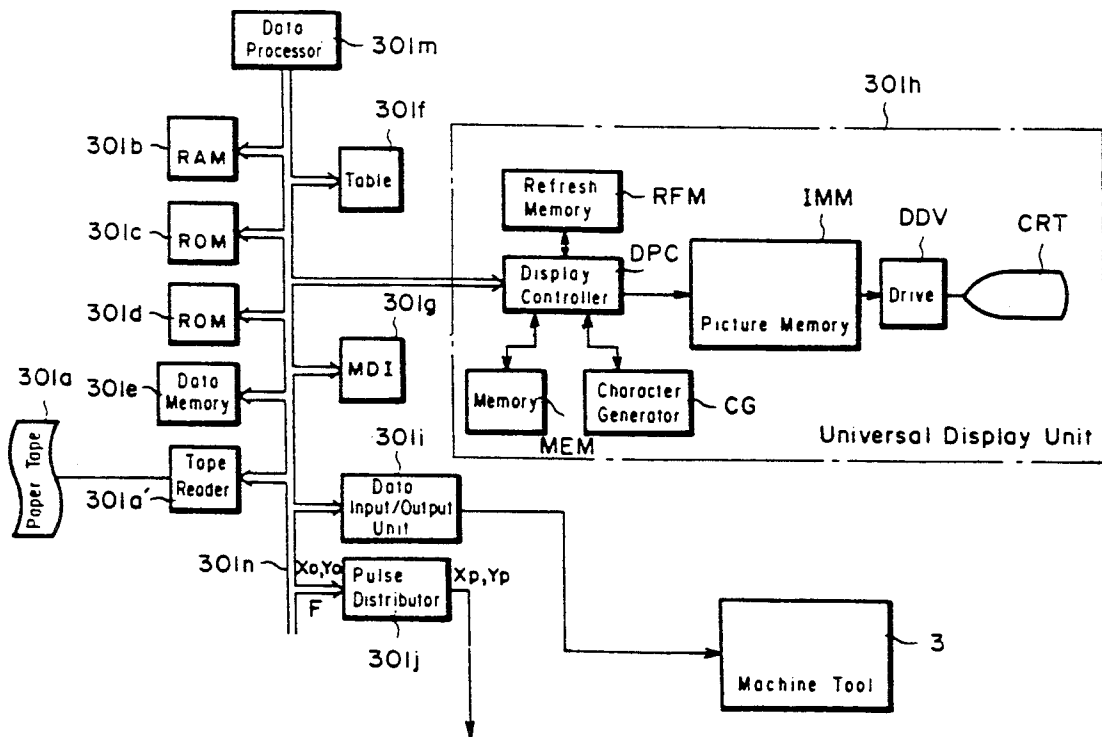 Data
Processor
301m
301f
301h
301b
RAM
Table
Refresh
Memory
RFM
IMM
DDV
CRT
301c
ROM
DPC
Display
Controller
Drive
301d
ROM
301g
Picture Memory
301a
301e
Data
Memory
MDI
Memory
Character
Generator
CG
MEM
Universal Display Unit
Paper Tape
Tape
Reader
301a'
301i
Data
Input/Output
Unit
301n
Xa,Ya
F
Pulse
Distributor
Xp,Yp
301j
3
Machine Tool